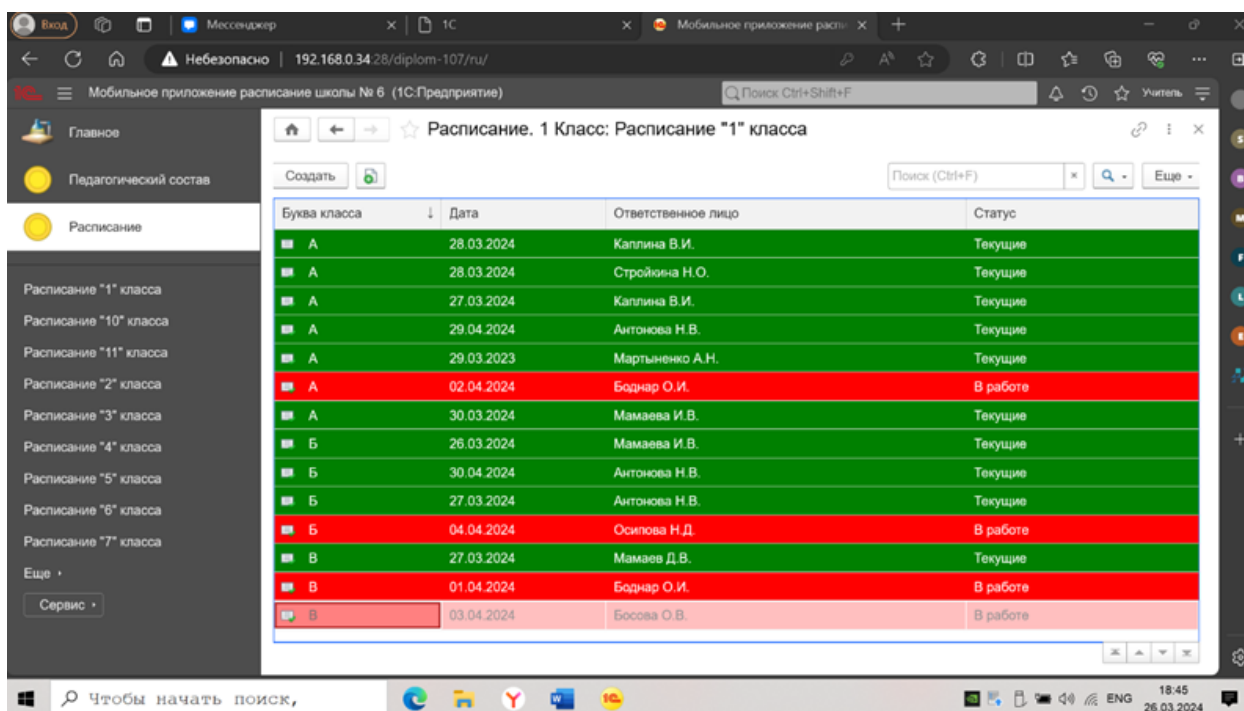 Вход Мессенджер 1С Мобильное приложение распи
Небезопасно 192.168.0.34:28/diplom-107/ru/
Мобильное приложение расписание школы № 6 (1С:Предприятие) Поиск Ctrl+Shift+F Учитель
Главное
Педагогический состав
Расписание
Расписание "1" класса
Расписание "10" класса
Расписание "11" класса
Расписание "2" класса
Расписание "3" класса
Расписание "4" класса
Расписание "5" класса
Расписание "6" класса
Расписание "7" класса
Еще
Сервис
Расписание. 1 Класс: Расписание "1" класса
Создать Поиск (Ctrl+F) Еще
Буква класса Дата Ответственное лицо Статус
А 28.03.2024 Каплина В.И. Текущие
А 28.03.2024 Стройкина Н.О. Текущие
А 27.03.2024 Каплина В.И. Текущие
А 29.04.2024 Антонова Н.В. Текущие
А 29.03.2023 Мартыненко А.Н. Текущие
А 02.04.2024 Боднар О.И. В работе
А 30.03.2024 Мамаева И.В. Текущие
Б 26.03.2024 Мамаева И.В. Текущие
Б 30.04.2024 Антонова Н.В. Текущие
Б 27.03.2024 Антонова Н.В. Текущие
Б 04.04.2024 Осипова Н.Д. В работе
В 27.03.2024 Мамаев Д.В. Текущие
В 01.04.2024 Боднар О.И. В работе
В 03.04.2024 Босова О.В. В работе
Чтобы начать поиск, ENG 18:45
26.03.2024